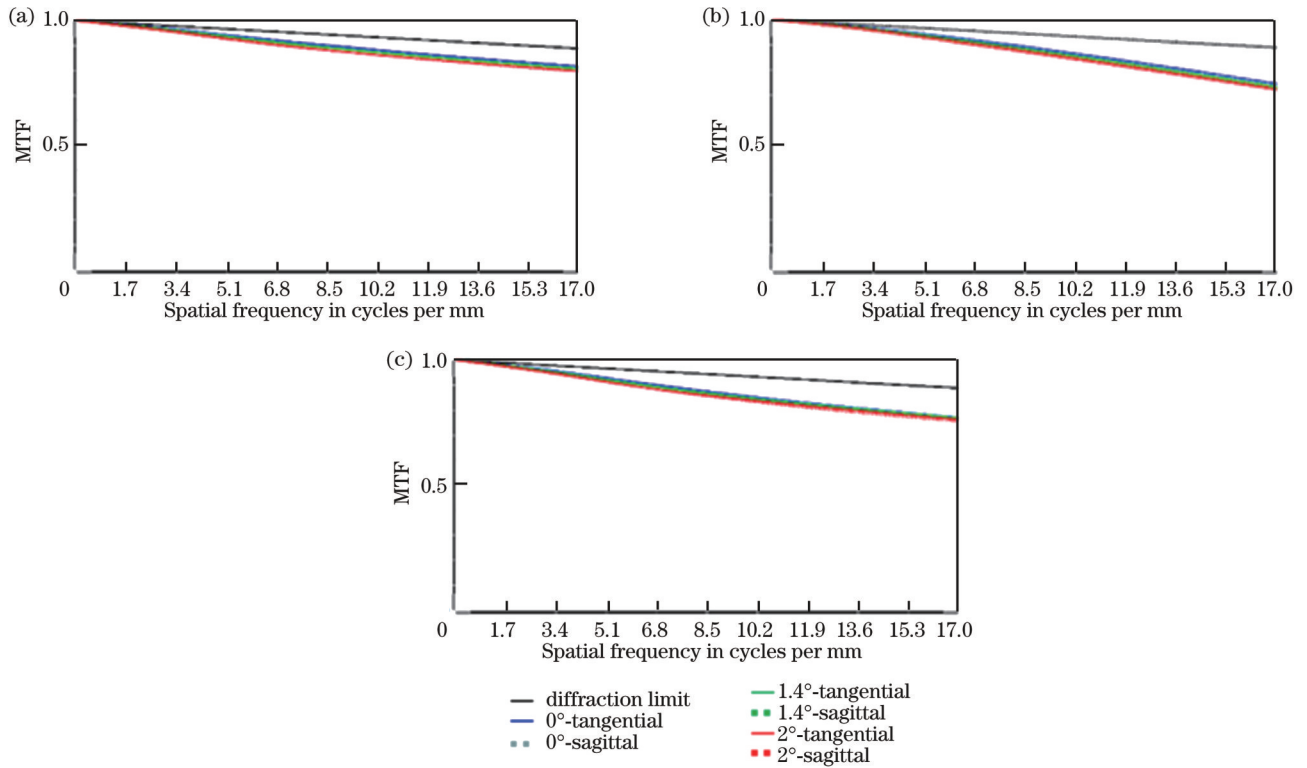 (a)
1.0
0.5
MTF
0 1.7 3.4 5.1 6.8 8.5 10.2 11.9 13.6 15.3 17.0
Spatial frequency in cycles per mm
(b)
1.0
0.5
MTF
0 1.7 3.4 5.1 6.8 8.5 10.2 11.9 13.6 15.3 17.0
Spatial frequency in cycles per mm
(c)
1.0
0.5
MTF
0 1.7 3.4 5.1 6.8 8.5 10.2 11.9 13.6 15.3 17.0
Spatial frequency in cycles per mm
diffraction limit
0°-tangential
0°-sagittal
1.4°-tangential
1.4°-sagittal
2°-tangential
2°-sagittal